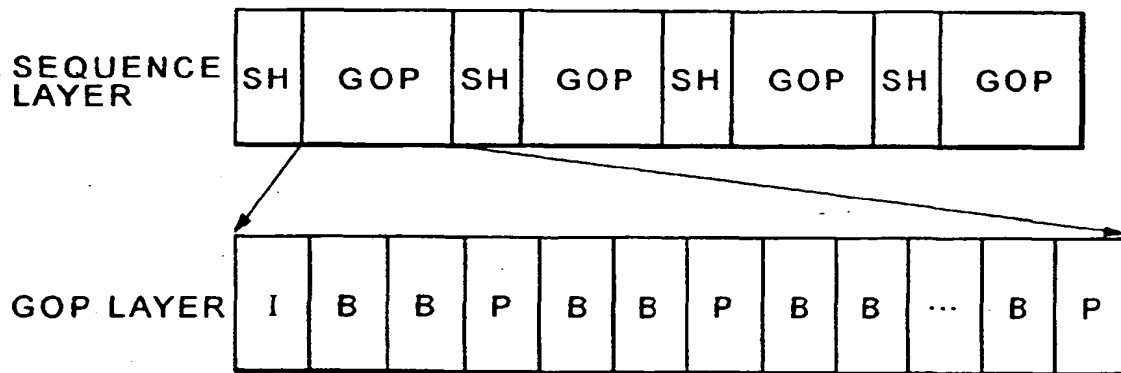 SEQUENCE LAYER
SH GOP SH GOP SH GOP SH GOP
GOP LAYER
I B B P B B P B B ... B P